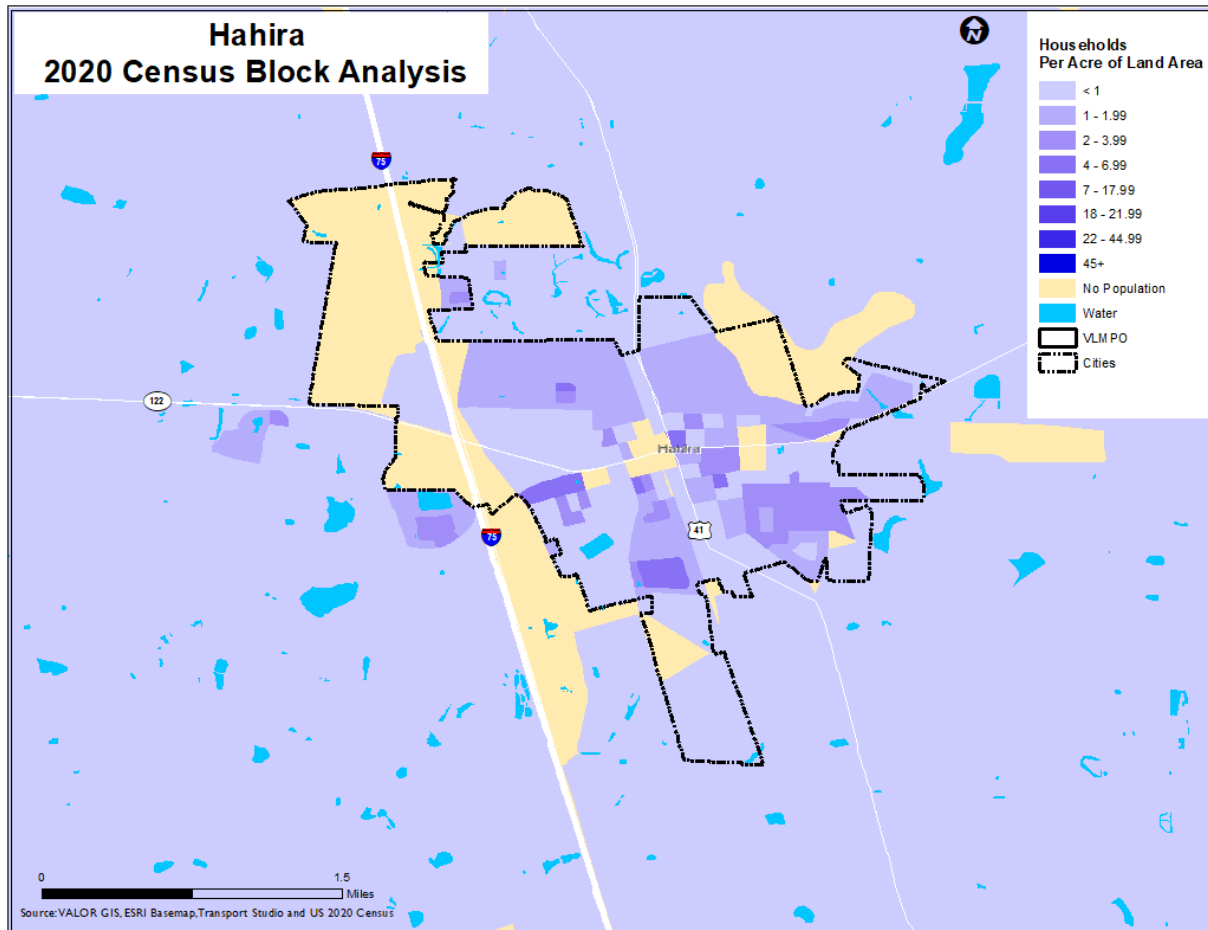 Hahira
2020 Census Block Analysis
N
Households
Per Acre of Land Area
< 1
1 - 1.99
2 - 3.99
4 - 6.99
7 - 17.99
18 - 21.99
22 - 44.99
45+
No Population
Water
VLMPO
Cities
75
122
Hahira
41
75
0
1.5
Miles
Source:VALOR GIS, ESRI Basemap,Transport Studio and US 2020 Census